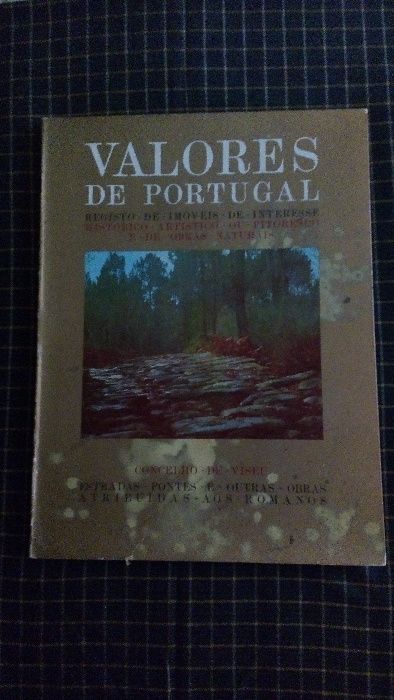 VALORES
DE PORTUGAL
REGISTO · DE · IMÓVEIS · DE · INTERESSE
HISTÓRICO · ARTÍSTICO · OU · PITORESCO
E · DE · OBRAS · NATURAIS
CONCELHO · DE · VISEU
ESTRADAS · PONTES · E · OUTRAS · OBRAS
ATRIBUÍDAS · AOS · ROMANOS